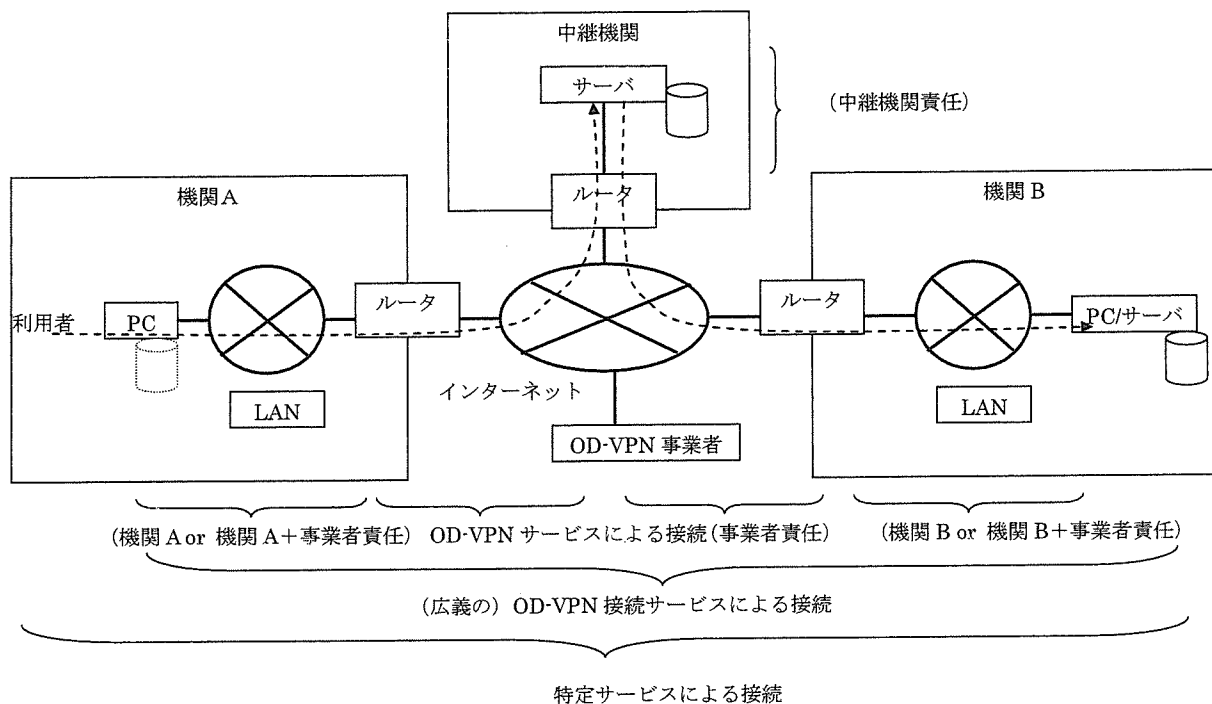 中継機関
サーバ
(中継機関責任)
ルータ
機関A
機関B
利用者
PC
ルータ
ルータ
PC/サーバ
LAN
インターネット
LAN
OD-VPN 事業者
(機関A or 機関A+事業者責任)
OD-VPN サービスによる接続(事業者責任)
(機関B or 機関B+事業者責任)
(広義の) OD-VPN 接続サービスによる接続
特定サービスによる接続